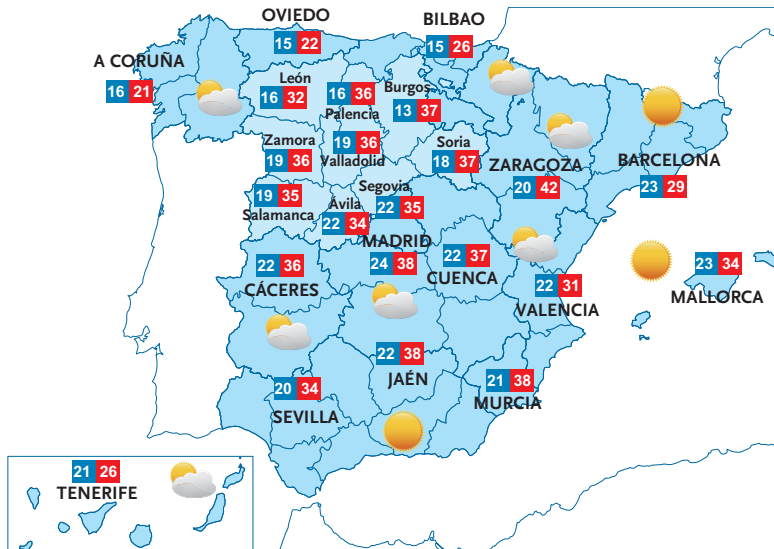 OVIEDO
15 22
BILBAO
15 26
A CORUÑA
16 21
León
16 32
16 36
Palencia
Burgos
13 37
Zamora
19 36
19 36
Valladolid
Soria
18 37
ZARAGOZA
20 42
BARCELONA
23 29
19 35
Salamanca
Ávila
22 34
Segovia
22 35
MADRID
24 38
22 37
CUENCA
22 36
CÁCERES
22 31
VALENCIA
23 34
MALLORCA
22 38
JAÉN
21 38
MURCIA
20 34
SEVILLA
21 26
TENERIFE